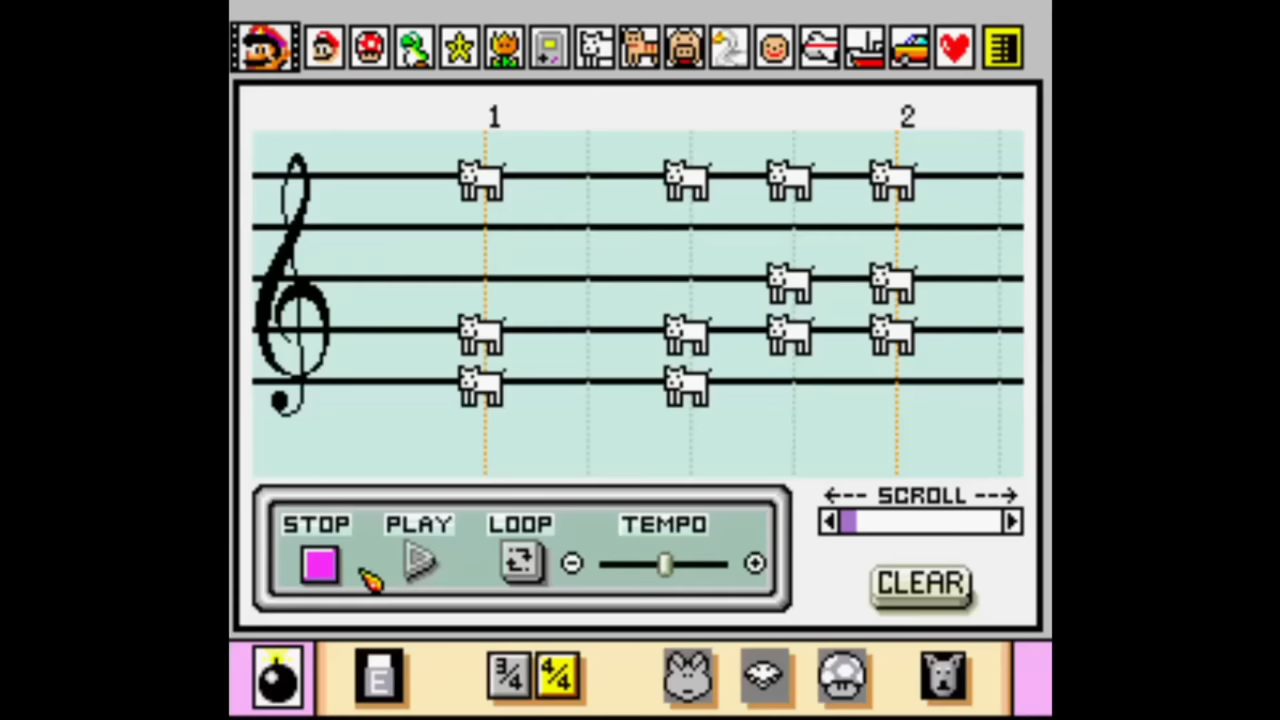 1 2
←-- SCROLL --→
STOP PLAY LOOP TEMPO
CLEAR
E 3/4 4/4